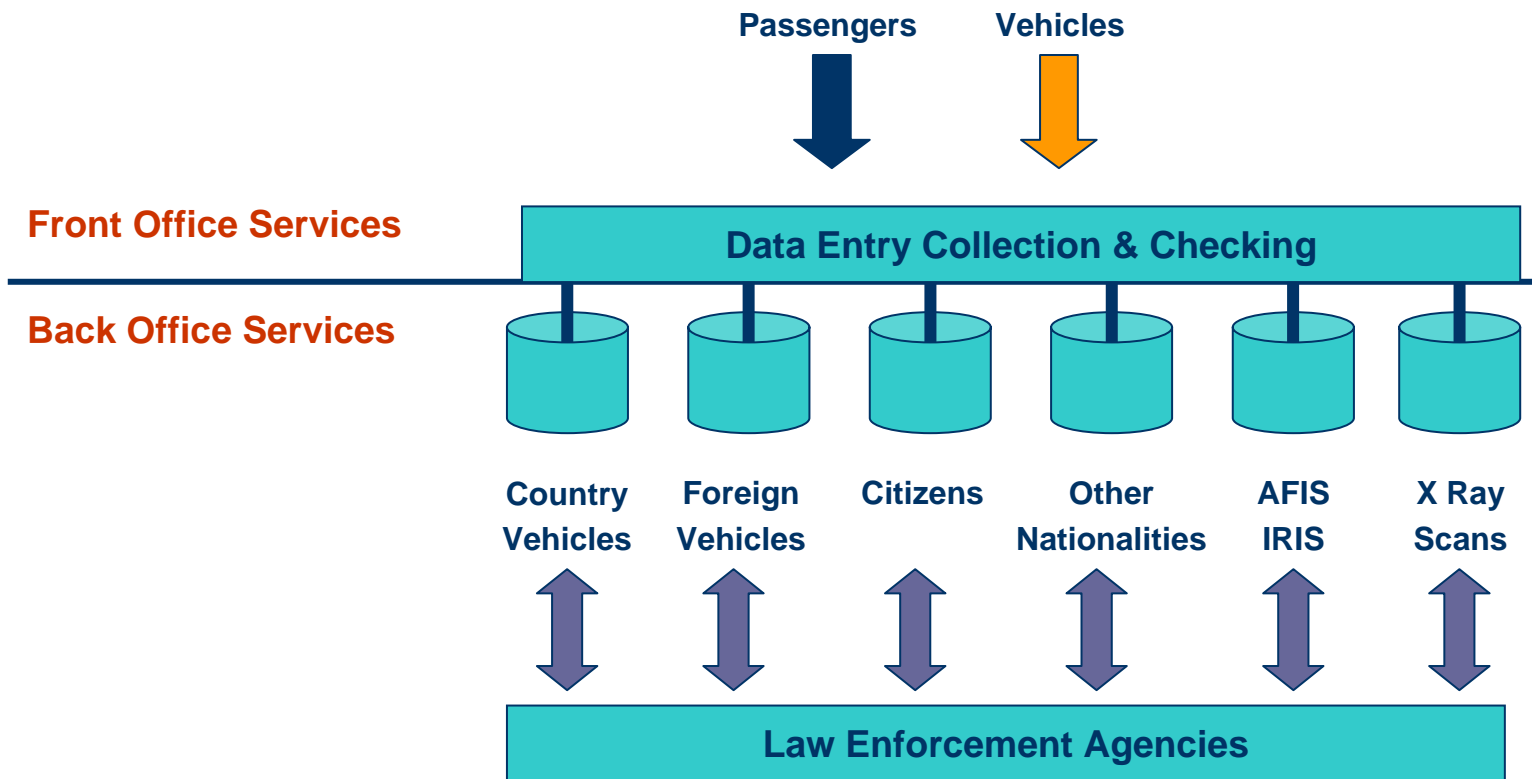 Passengers
Vehicles
Front Office Services
Data Entry Collection & Checking
Back Office Services
Country
Vehicles
Foreign
Vehicles
Citizens
Other
Nationalities
AFIS
IRIS
X Ray
Scans
Law Enforcement Agencies